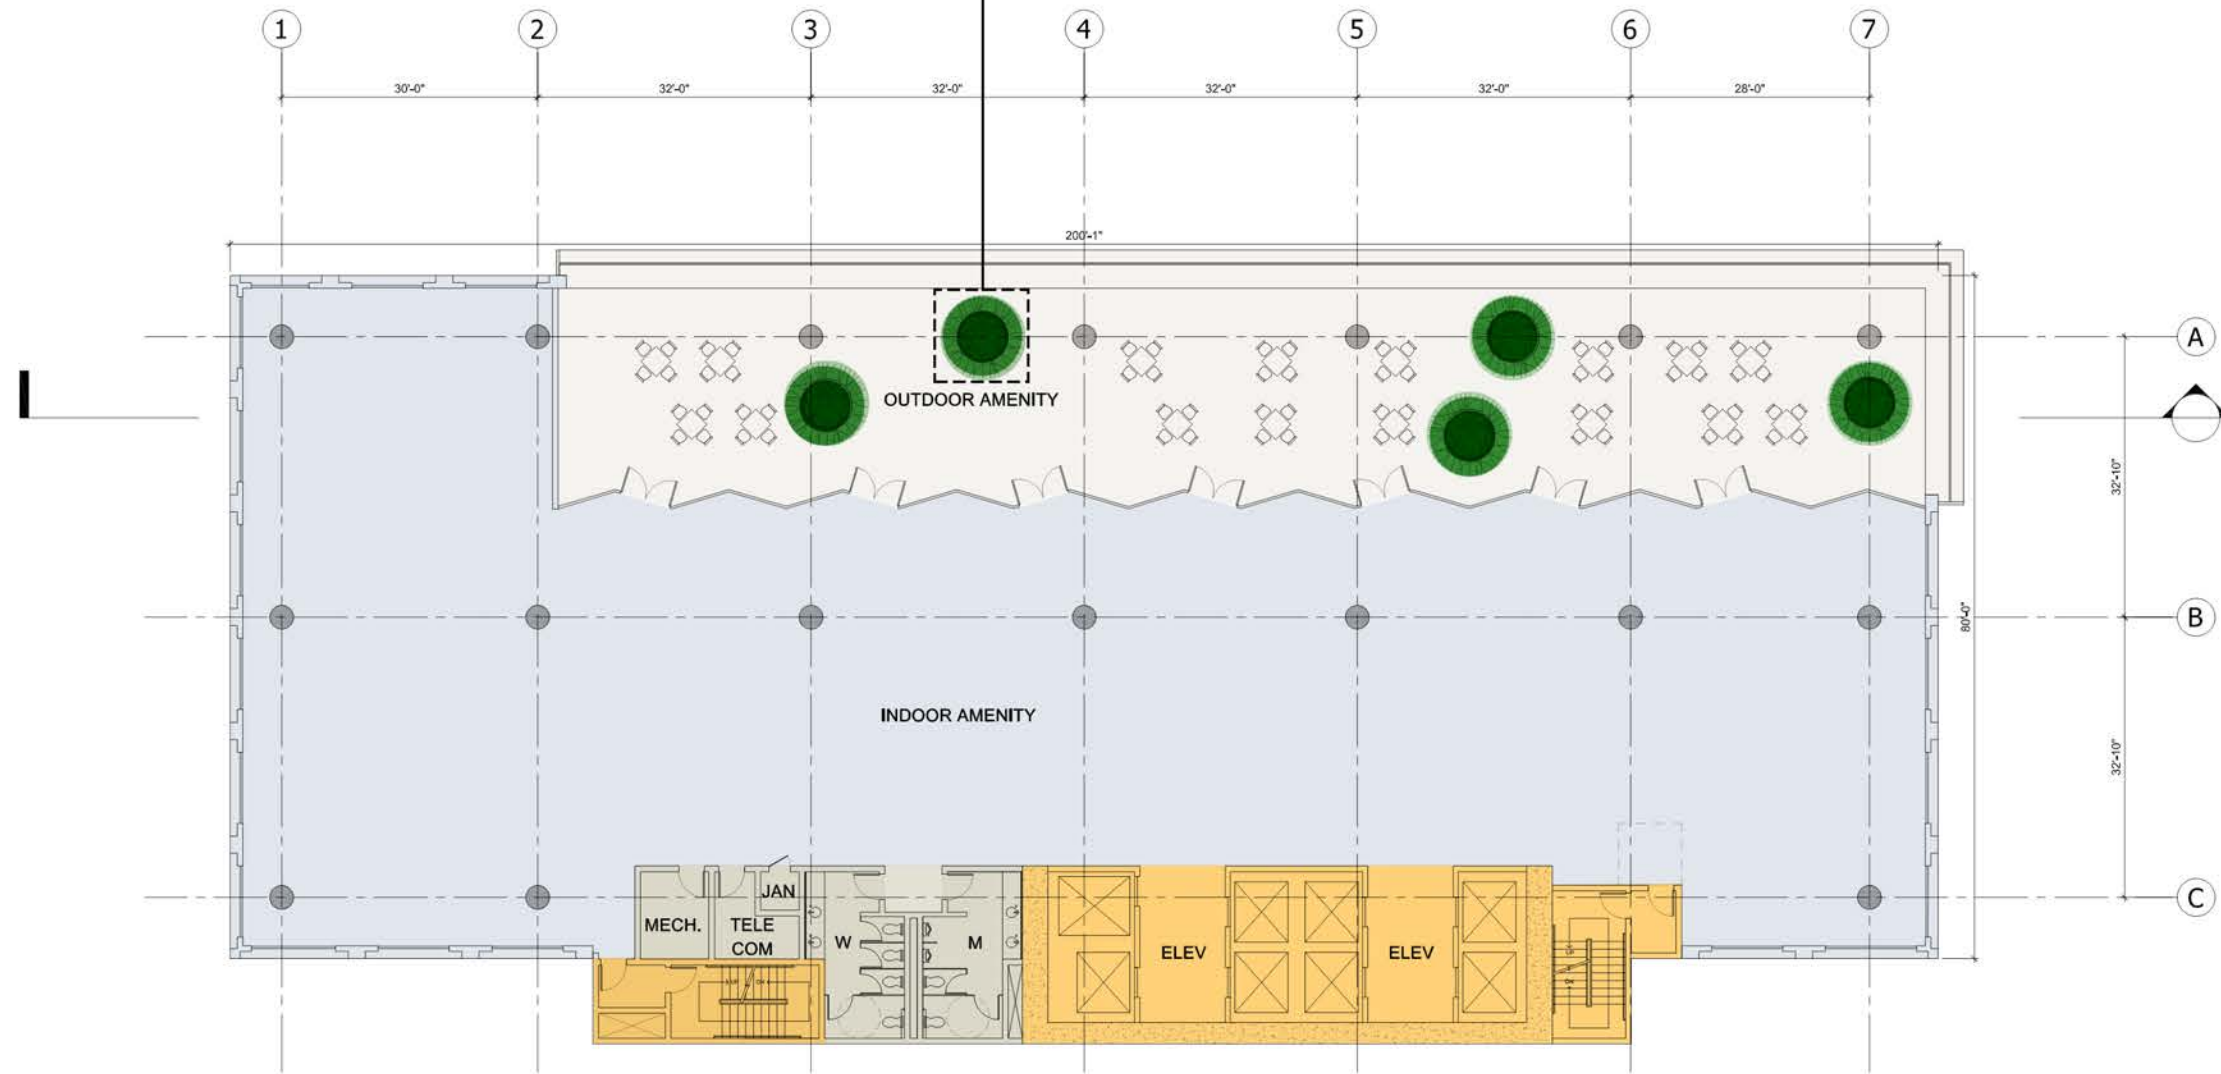 1 2 3 4 5 6 7
30'-0" 32'-0" 32'-0" 32'-0" 32'-0" 28'-0"
200'-1"
A
OUTDOOR AMENITY
32'-10"
80'-0"
B
INDOOR AMENITY
32'-10"
JAN
C
MECH.
TELE
COM
W
M
ELEV
ELEV